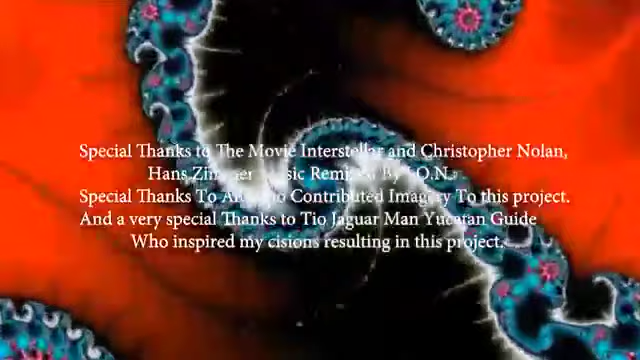 Special Thanks to The Movie Interstellar and Christopher Nolan,
Hans Zimmer Music Remixed By
Special Thanks To Contributed Imagery To this project.
And a very special Thanks to Tio Jaguar Man Yucatan Guide
Who inspired my cisions resulting in this project.